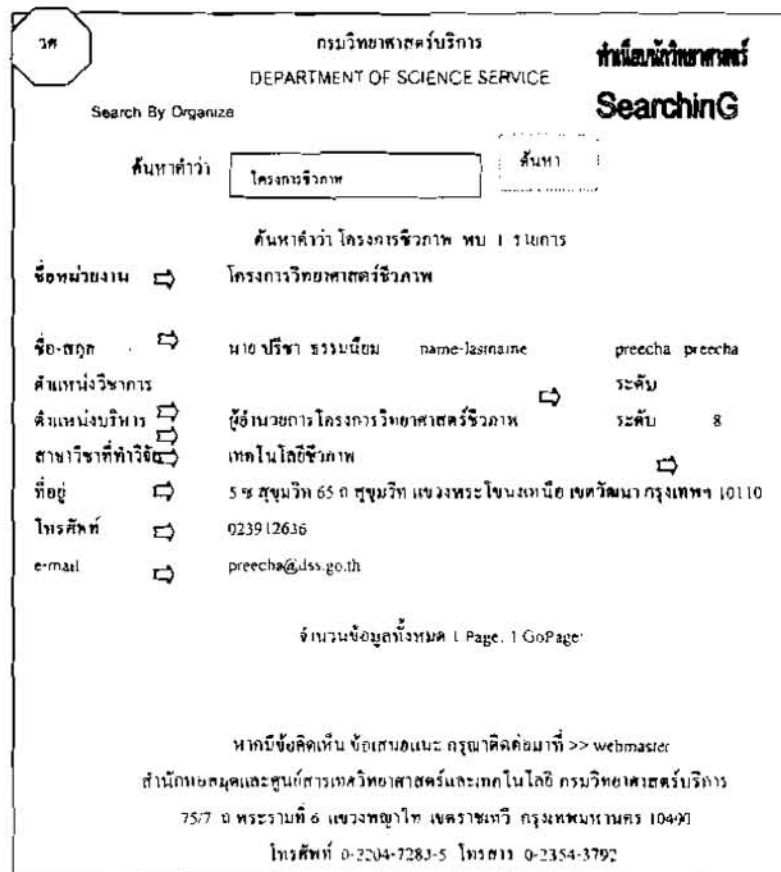 วศ
กรมวิทยาศาสตร์บริการ
ทำเนียบนักวิทยาศาสตร์
DEPARTMENT OF SCIENCE SERVICE
SearchinG
Search By Organize
ค้นหาคำว่า โครงการชีวภาพ ค้นหา
ค้นหาคำว่า โครงการชีวภาพ พบ 1 รายการ
ชื่อหน่วยงาน ⇨ โครงการวิทยาศาสตร์ชีวภาพ
ชื่อ-สกุล ⇨ นาย ปรีชา ธรรมนิยม name-lastname preecha preecha
ตำแหน่งวิชาการ ⇨ ระดับ
ตำแหน่งบริหาร ⇨ ผู้อำนวยการโครงการวิทยาศาสตร์ชีวภาพ ระดับ 8
สาขาวิชาที่ทำวิจัย ⇨ เทคโนโลยีชีวภาพ ⇨
ที่อยู่ ⇨ 5 ซ สุขุมวิท 65 ถ สุขุมวิท แขวงพระโขนงเหนือ เขตวัฒนา กรุงเทพฯ 10110
โทรศัพท์ ⇨ 023912636
e-mail ⇨ preecha@dss.go.th
จำนวนข้อมูลทั้งหมด 1 Page. 1 GoPage:
หากมีข้อคิดเห็น ข้อเสนอแนะ กรุณาติดต่อมาที่ >> webmaster
สำนักหอสมุดและศูนย์สารเทศวิทยาศาสตร์และเทคโนโลยี กรมวิทยาศาสตร์บริการ
75/7 ถ พระรามที่ 6 แขวงพญาไท เขตราชเทวี กรุงเทพมหานคร 10400
โทรศัพท์ 0-2204-7283-5 โทรสาร 0-2354-3792